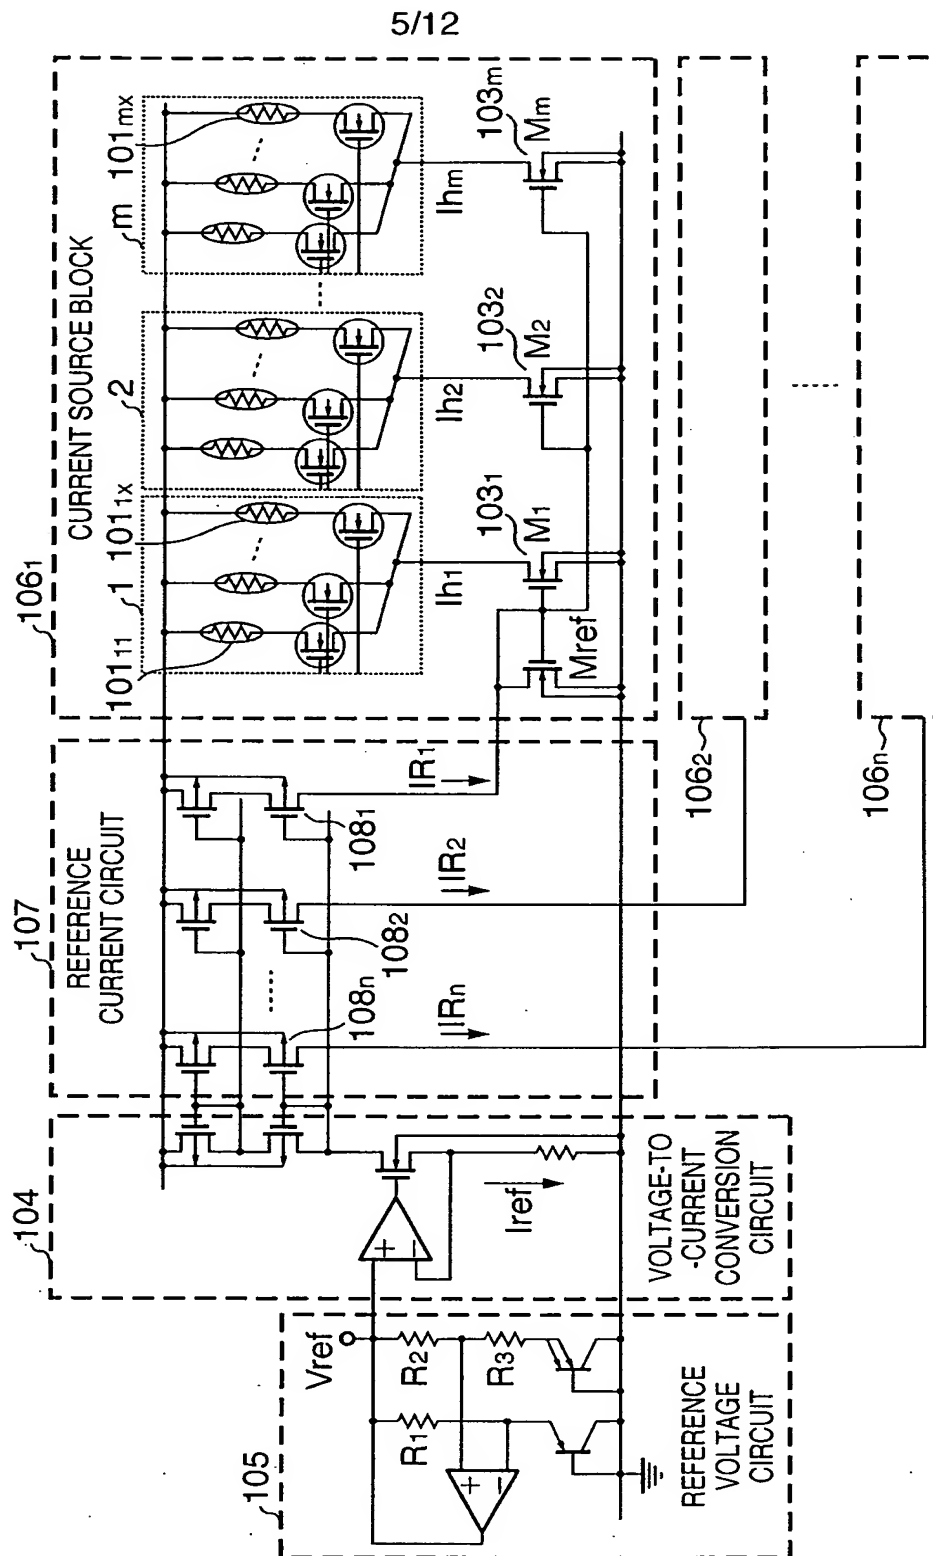 5/12
105
Vref
R1
R2
R3
+
−
REFERENCE
VOLTAGE
CIRCUIT
104
+
−
Iref
VOLTAGE-TO
-CURRENT
CONVERSION
CIRCUIT
107
REFERENCE
CURRENT CIRCUIT
108n
1082
1081
IRn
IR2
IR1
1061
CURRENT SOURCE BLOCK
10111
1
1011X
2
m
101mx
Ih1
Ih2
Ihm
1031
1032
103m
Mref
M1
M2
Mm
1062
106n